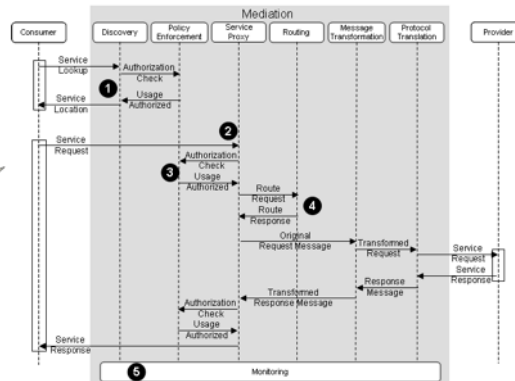 Mediation
Consumer
Discovery
Policy
Enforcement
Service
Proxy
Routing
Message
Transformation
Protocol
Translation
Provider
Service
Lookup
Authorization
Check
1
Usage
Authorized
Service
Location
2
Service
Request
Authorization
Check
3
Usage
Authorized
Route
Request
4
Route
Response
Original
Request Message
Transformed
Request
Service
Request
Service
Response
Response
Message
Transformed
Response Message
Authorization
Check
Usage
Authorized
Service
Response
5
Monitoring